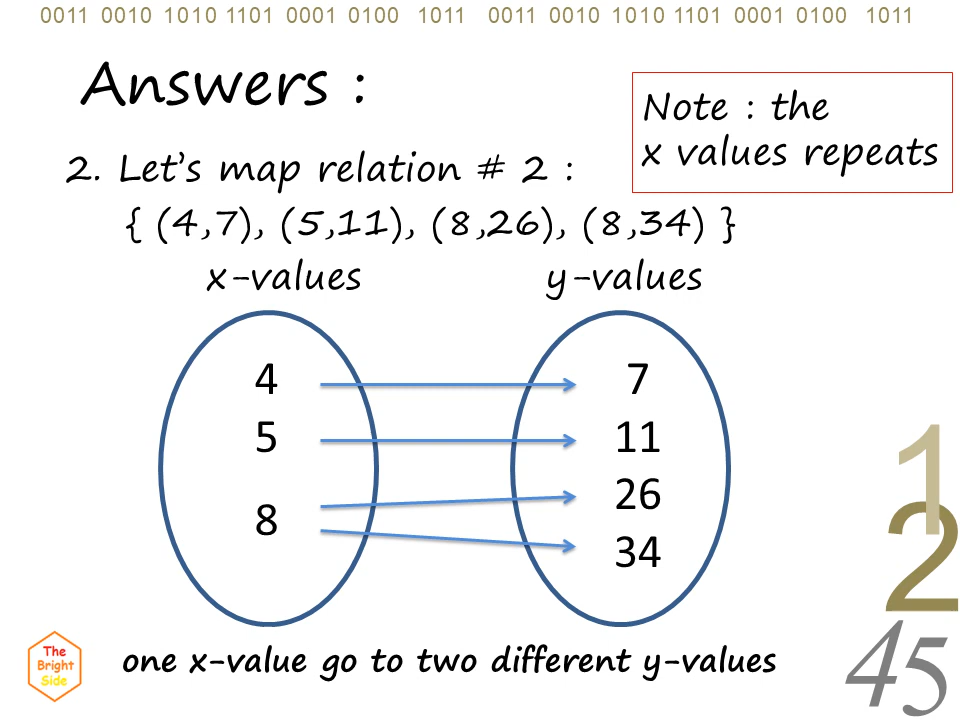 0011 0010 1010 1101 0001 0100 1011 0011 0010 1010 1101 0001 0100 1011
Answers :
Note : the
x values repeats
2. Let's map relation # 2 :
{ (4,7), (5,11), (8,26), (8,34) }
x-values y-values
4 7
5 11
8 26
34
1
2
45
The
Bright
Side
one x-value go to two different y-values